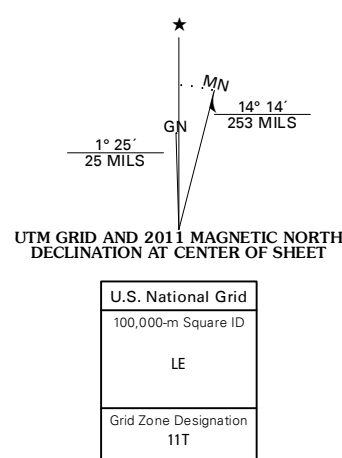 ★
MN
GN
14° 14´
253 MILS
1° 25´
25 MILS
UTM GRID AND 2011 MAGNETIC NORTH
DECLINATION AT CENTER OF SHEET
U.S. National Grid
100,000-m Square ID
LE
Grid Zone Designation
11T